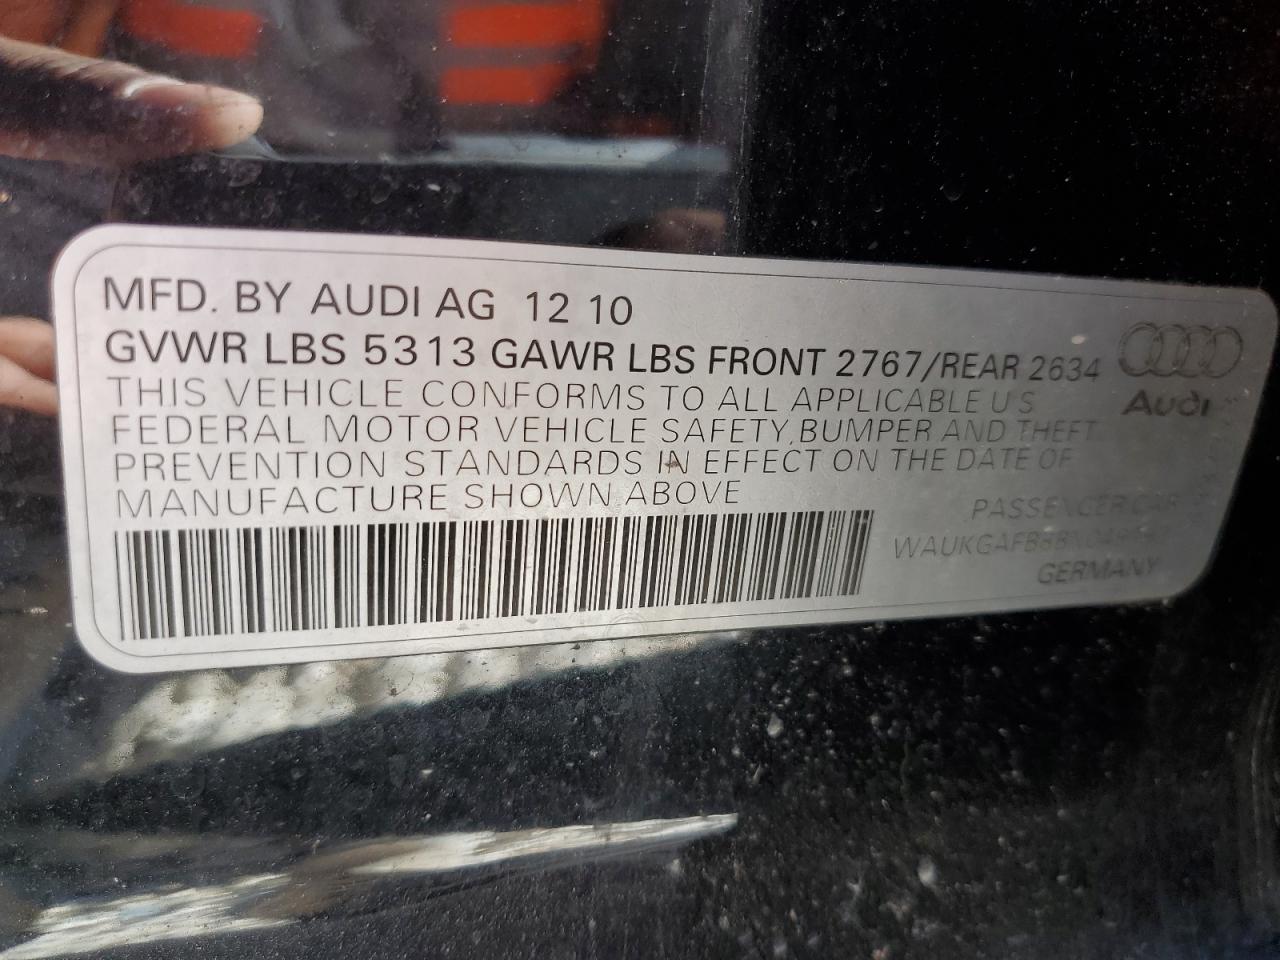 MFD. BY AUDI AG 12 10
GVWR LBS 5313 GAWR LBS FRONT 2767/REAR 2634
THIS VEHICLE CONFORMS TO ALL APPLICABLE U S
FEDERAL MOTOR VEHICLE SAFETY, BUMPER AND THEFT
PREVENTION STANDARDS IN EFFECT ON THE DATE OF
MANUFACTURE SHOWN ABOVE
Audi
PASSENGER CAR
GERMANY